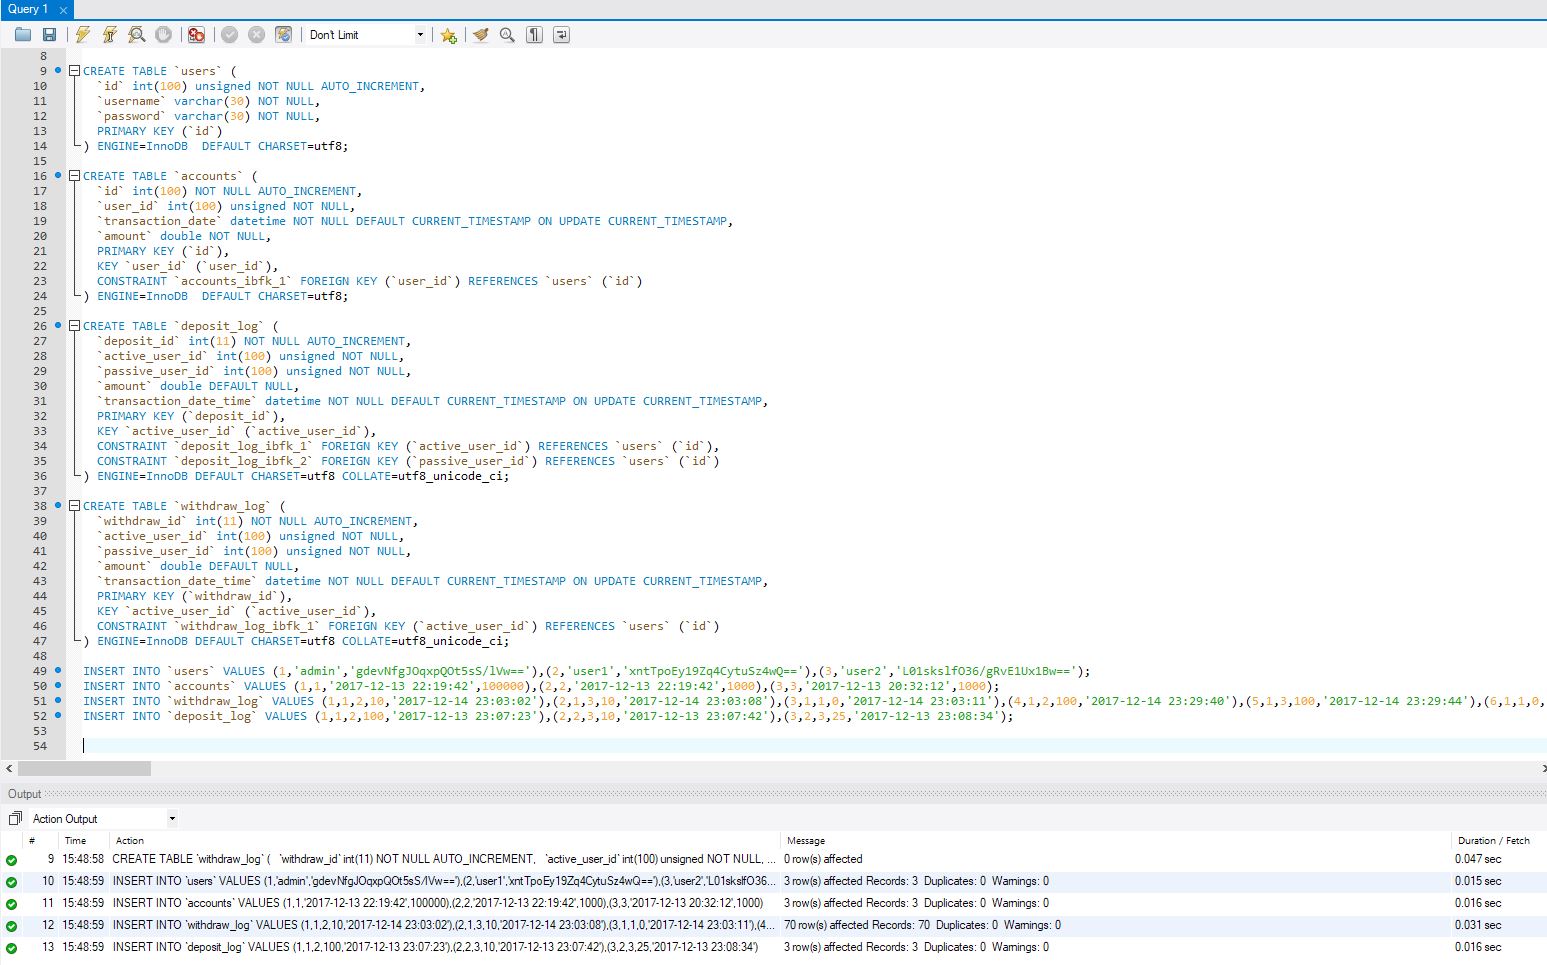 Query 1
Don't Limit
8
9 CREATE TABLE `users` (
10 `id` int(100) unsigned NOT NULL AUTO_INCREMENT,
11 `username` varchar(30) NOT NULL,
12 `password` varchar(30) NOT NULL,
13 PRIMARY KEY (`id`)
14 ) ENGINE=InnoDB  DEFAULT CHARSET=utf8;
15
16 CREATE TABLE `accounts` (
17 `id` int(100) NOT NULL AUTO_INCREMENT,
18 `user_id` int(100) unsigned NOT NULL,
19 `transaction_date` datetime NOT NULL DEFAULT CURRENT_TIMESTAMP ON UPDATE CURRENT_TIMESTAMP,
20 `amount` double NOT NULL,
21 PRIMARY KEY (`id`),
22 KEY `user_id` (`user_id`),
23 CONSTRAINT `accounts_ibfk_1` FOREIGN KEY (`user_id`) REFERENCES `users` (`id`)
24 ) ENGINE=InnoDB  DEFAULT CHARSET=utf8;
25
26 CREATE TABLE `deposit_log` (
27 `deposit_id` int(11) NOT NULL AUTO_INCREMENT,
28 `active_user_id` int(100) unsigned NOT NULL,
29 `passive_user_id` int(100) unsigned NOT NULL,
30 `amount` double DEFAULT NULL,
31 `transaction_date_time` datetime NOT NULL DEFAULT CURRENT_TIMESTAMP ON UPDATE CURRENT_TIMESTAMP,
32 PRIMARY KEY (`deposit_id`),
33 KEY `active_user_id` (`active_user_id`),
34 CONSTRAINT `deposit_log_ibfk_1` FOREIGN KEY (`active_user_id`) REFERENCES `users` (`id`),
35 CONSTRAINT `deposit_log_ibfk_2` FOREIGN KEY (`passive_user_id`) REFERENCES `users` (`id`)
36 ) ENGINE=InnoDB DEFAULT CHARSET=utf8 COLLATE=utf8_unicode_ci;
37
38 CREATE TABLE `withdraw_log` (
39 `withdraw_id` int(11) NOT NULL AUTO_INCREMENT,
40 `active_user_id` int(100) unsigned NOT NULL,
41 `passive_user_id` int(100) unsigned NOT NULL,
42 `amount` double DEFAULT NULL,
43 `transaction_date_time` datetime NOT NULL DEFAULT CURRENT_TIMESTAMP ON UPDATE CURRENT_TIMESTAMP,
44 PRIMARY KEY (`withdraw_id`),
45 KEY `active_user_id` (`active_user_id`),
46 CONSTRAINT `withdraw_log_ibfk_1` FOREIGN KEY (`active_user_id`) REFERENCES `users` (`id`)
47 ) ENGINE=InnoDB DEFAULT CHARSET=utf8 COLLATE=utf8_unicode_ci;
48
49 INSERT INTO `users` VALUES (1,'admin','gdevNfgJOqxpQOt5sS/lVw=='),(2,'user1','xntTpoEy19Zq4CytuSz4wQ=='),(3,'user2','L01skslfO36/gRvE1Ux1Bw==');
50 INSERT INTO `accounts` VALUES (1,1,'2017-12-13 22:19:42',100000),(2,2,'2017-12-13 22:19:42',1000),(3,3,'2017-12-13 20:32:12',1000);
51 INSERT INTO `withdraw_log` VALUES (1,1,2,10,'2017-12-14 23:03:02'),(2,1,3,10,'2017-12-14 23:03:08'),(3,1,1,0,'2017-12-14 23:03:11'),(4,1,2,100,'2017-12-14 23:29:40'),(5,1,3,100,'2017-12-14 23:29:44'),(6,1,1,0,
52 INSERT INTO `deposit_log` VALUES (1,1,2,100,'2017-12-13 23:07:23'),(2,2,3,10,'2017-12-13 23:07:42'),(3,2,3,25,'2017-12-13 23:08:34');
53
54
Output
Action Output
# Time Action Message Duration / Fetch
9 15:48:58 CREATE TABLE `withdraw_log` (   `withdraw_id` int(11) NOT NULL AUTO_INCREMENT,   `active_user_id` int(100) unsigned NOT NULL, ... 0 row(s) affected 0.047 sec
10 15:48:59 INSERT INTO `users` VALUES (1,'admin','gdevNfgJOqxpQOt5sS/lVw=='),(2,'user1','xntTpoEy19Zq4CytuSz4wQ=='),(3,'user2','L01skslfO36... 3 row(s) affected Records: 3  Duplicates: 0  Warnings: 0 0.015 sec
11 15:48:59 INSERT INTO `accounts` VALUES (1,1,'2017-12-13 22:19:42',100000),(2,2,'2017-12-13 22:19:42',1000),(3,3,'2017-12-13 20:32:12',1000) 3 row(s) affected Records: 3  Duplicates: 0  Warnings: 0 0.016 sec
12 15:48:59 INSERT INTO `withdraw_log` VALUES (1,1,2,10,'2017-12-14 23:03:02'),(2,1,3,10,'2017-12-14 23:03:08'),(3,1,1,0,'2017-12-14 23:03:11'),(4... 70 row(s) affected Records: 70  Duplicates: 0  Warnings: 0 0.031 sec
13 15:48:59 INSERT INTO `deposit_log` VALUES (1,1,2,100,'2017-12-13 23:07:23'),(2,2,3,10,'2017-12-13 23:07:42'),(3,2,3,25,'2017-12-13 23:08:34') 3 row(s) affected Records: 3  Duplicates: 0  Warnings: 0 0.016 sec